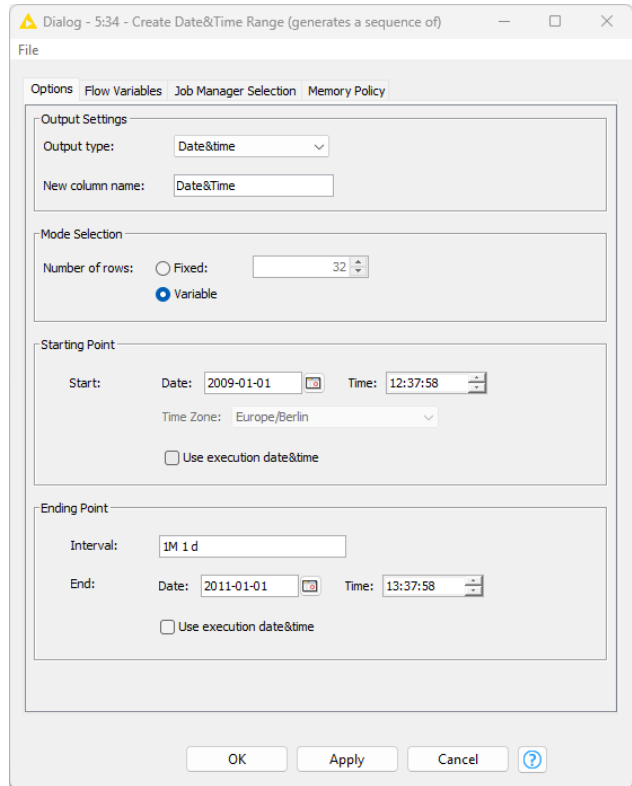 Dialog - 5:34 - Create Date&Time Range (generates a sequence of)
File
Options Flow Variables Job Manager Selection Memory Policy
Output Settings
Output type: Date&time
New column name: Date&Time
Mode Selection
Number of rows: Fixed: 32
Variable
Starting Point
Start: Date: 2009-01-01 Time: 12:37:58
Time Zone: Europe/Berlin
Use execution date&time
Ending Point
Interval: 1M 1 d
End: Date: 2011-01-01 Time: 13:37:58
Use execution date&time
OK Apply Cancel ?